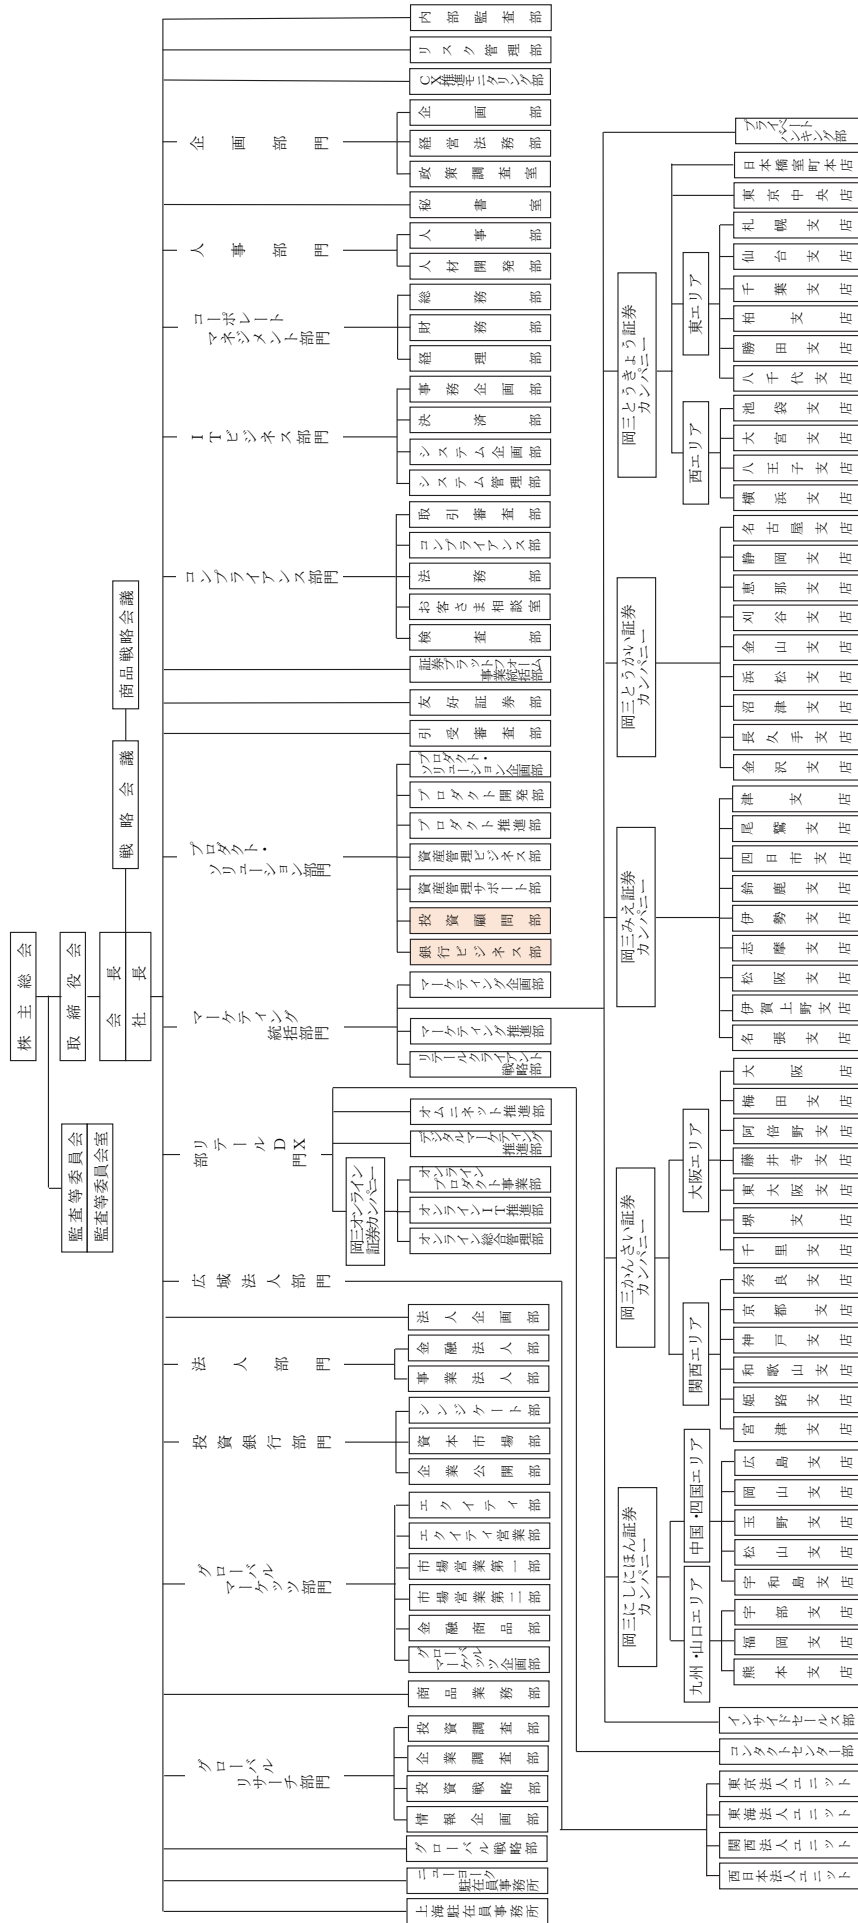 株主総会
取締役会
会長
社長
監査等委員会
監査等委員会室
戦略会議
商品戦略会議
内部監査部
リスク管理部
CX推進モニタリング部
企画部門
企画部
経営法務部
政策調査室
秘書室
人事部門
人事部
人材開発部
コーポレート
マネジメント部門
総務部
財務部
経理部
ITビジネス部門
事務企画部
決済部
システム企画部
システム管理部
コンプライアンス部門
取引審査部
コンプライアンス部
法務部
お客さま相談室
検査部
証券プラットフォーム
事業統括部
友好証券部
引受審査部
プロダクト・
ソリューション部門
プロダクト・
ソリューション企画部
プロダクト開発部
プロダクト推進部
資産管理ビジネス部
資産管理サポート部
投資顧問部
銀行ビジネス部
マーケティング
統括部門
マーケティング企画部
マーケティング推進部
リテールクライアント
戦略部
リテールDX
部門
オムニネット推進部
デジタルマーケティング
推進部
岡三オンライン
証券カンパニー
オンライン
プロダクト事業部
オンラインIT推進部
オンライン総合管理部
広域法人部門
法人企画部
法人部門
金融法人部
事業法人部
投資銀行部門
シンジケート部
資本市場部
企業公開部
グローバル
マーケッツ部門
エクイティ部
エクイティ営業部
市場営業第一部
市場営業第二部
金融商品部
グローバル
マーケッツ企画部
商品業務部
グローバル
リサーチ部門
投資調査部
企業調査部
投資戦略部
情報企画部
グローバル戦略部
ニューヨーク
駐在員事務所
上海駐在員事務所
プライベート
バンキング部
岡三とうきょう証券
カンパニー
日本橋室町本店
東京中央店
東エリア
札幌支店
仙台支店
千葉支店
柏支店
勝田支店
八千代支店
西エリア
池袋支店
大宮支店
八王子支店
横浜支店
岡三とうかい証券
カンパニー
名古屋支店
静岡支店
恵那支店
刈谷支店
金山支店
浜松支店
沼津支店
長久手支店
金沢支店
岡三みえ証券
カンパニー
津支店
尾鷲支店
四日市支店
鈴鹿支店
伊勢支店
志摩支店
松阪支店
伊賀上野支店
名張支店
岡三かんさい証券
カンパニー
大阪エリア
大阪店
梅田支店
阿倍野支店
藤井寺支店
東大阪支店
堺支店
千里支店
関西エリア
奈良支店
京都支店
神戸支店
和歌山支店
姫路支店
宮津支店
岡三にしにほん証券
カンパニー
中国・四国エリア
広島支店
岡山支店
玉野支店
松山支店
宇和島支店
九州・山口エリア
宇部支店
福岡支店
熊本支店
インサイドセールス部
コンタクトセンター部
東京法人ユニット
東海法人ユニット
関西法人ユニット
西日本法人ユニット